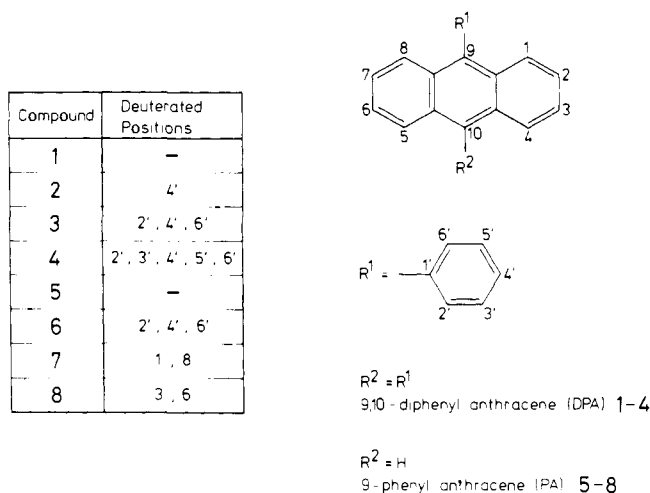 Compound Deuterated Positions
1 –
2 4'
3 2', 4', 6'
4 2', 3', 4', 5', 6'
5 –
6 2', 4', 6'
7 1, 8
8 3, 6
R¹
8 9 1
7 2
6 3
5 10 4
R²
6' 5'
R¹ = 1' 4'
2' 3'
R² = R¹
9,10-diphenyl anthracene (DPA) 1-4
R² = H
9-phenyl anthracene (PA) 5-8